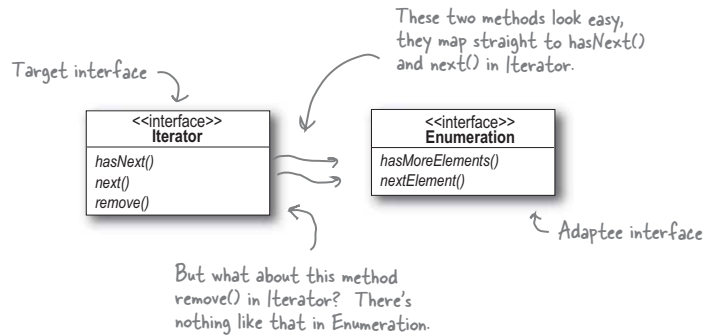 These two methods look easy,
they map straight to hasNext()
and next() in Iterator.
Target interface
<<interface>>
Iterator
hasNext()
next()
remove()
<<interface>>
Enumeration
hasMoreElements()
nextElement()
Adaptee interface
But what about this method
remove() in Iterator? There's
nothing like that in Enumeration.